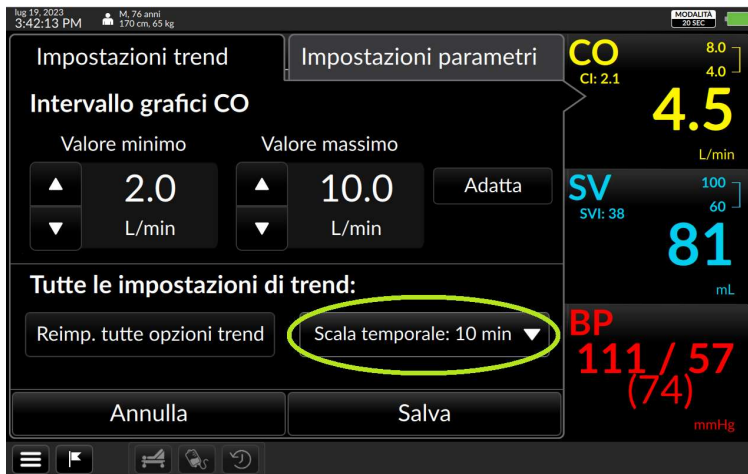 lug 19, 2023
3:42:13 PM
M, 76 anni
170 cm, 65 kg
MODALITÀ
20 SEC
Impostazioni trend
Impostazioni parametri
Intervallo grafici CO
Valore minimo
Valore massimo
2.0
L/min
10.0
L/min
Adatta
Tutte le impostazioni di trend:
Reimp. tutte opzioni trend
Scala temporale: 10 min
Annulla
Salva
CO
CI: 2.1
8.0
4.0
4.5
L/min
SV
SVI: 38
100
60
81
mL
BP
111 / 57
(74)
mmHg